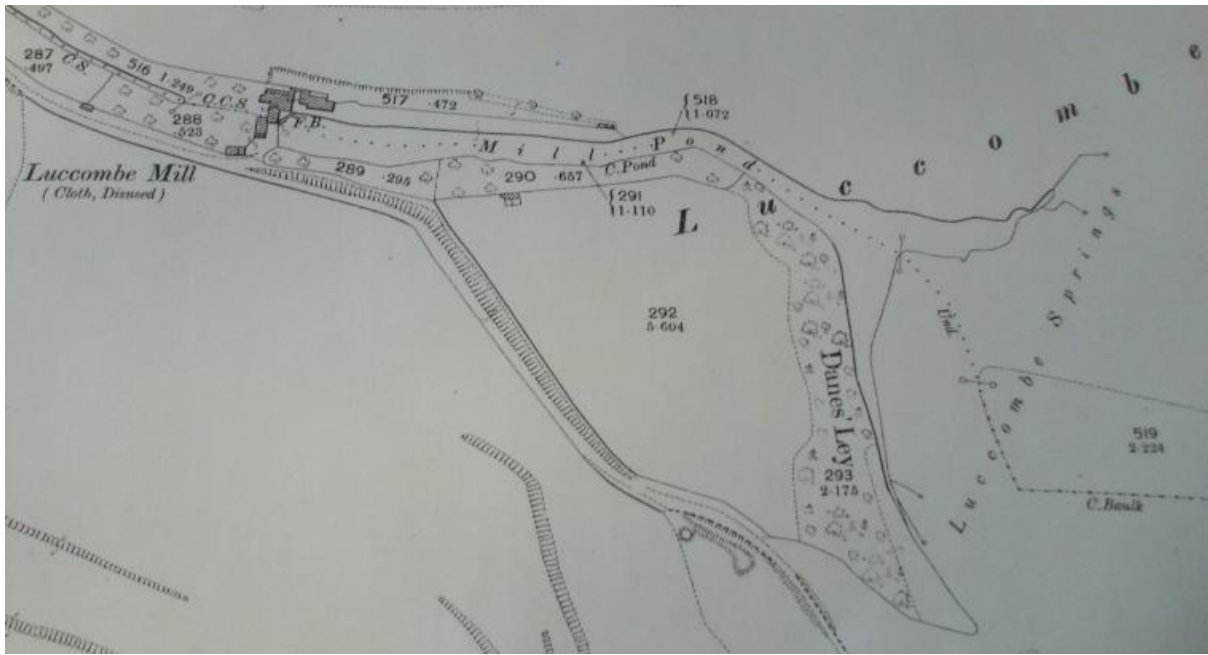 287
·497
C.S.
516
1·249
C.C.S.
288
·523
F.B.
517
·472
{518
{1·072
Luccombe Mill
( Cloth, Disused )
289
·295
290
·657
{291
{1·110
Mill Pond
C. Pond
Luccombe
292
5·604
Danes' Ley
293
2·175
Und.
Luccombe Springs
519
2·224
C. Baulk